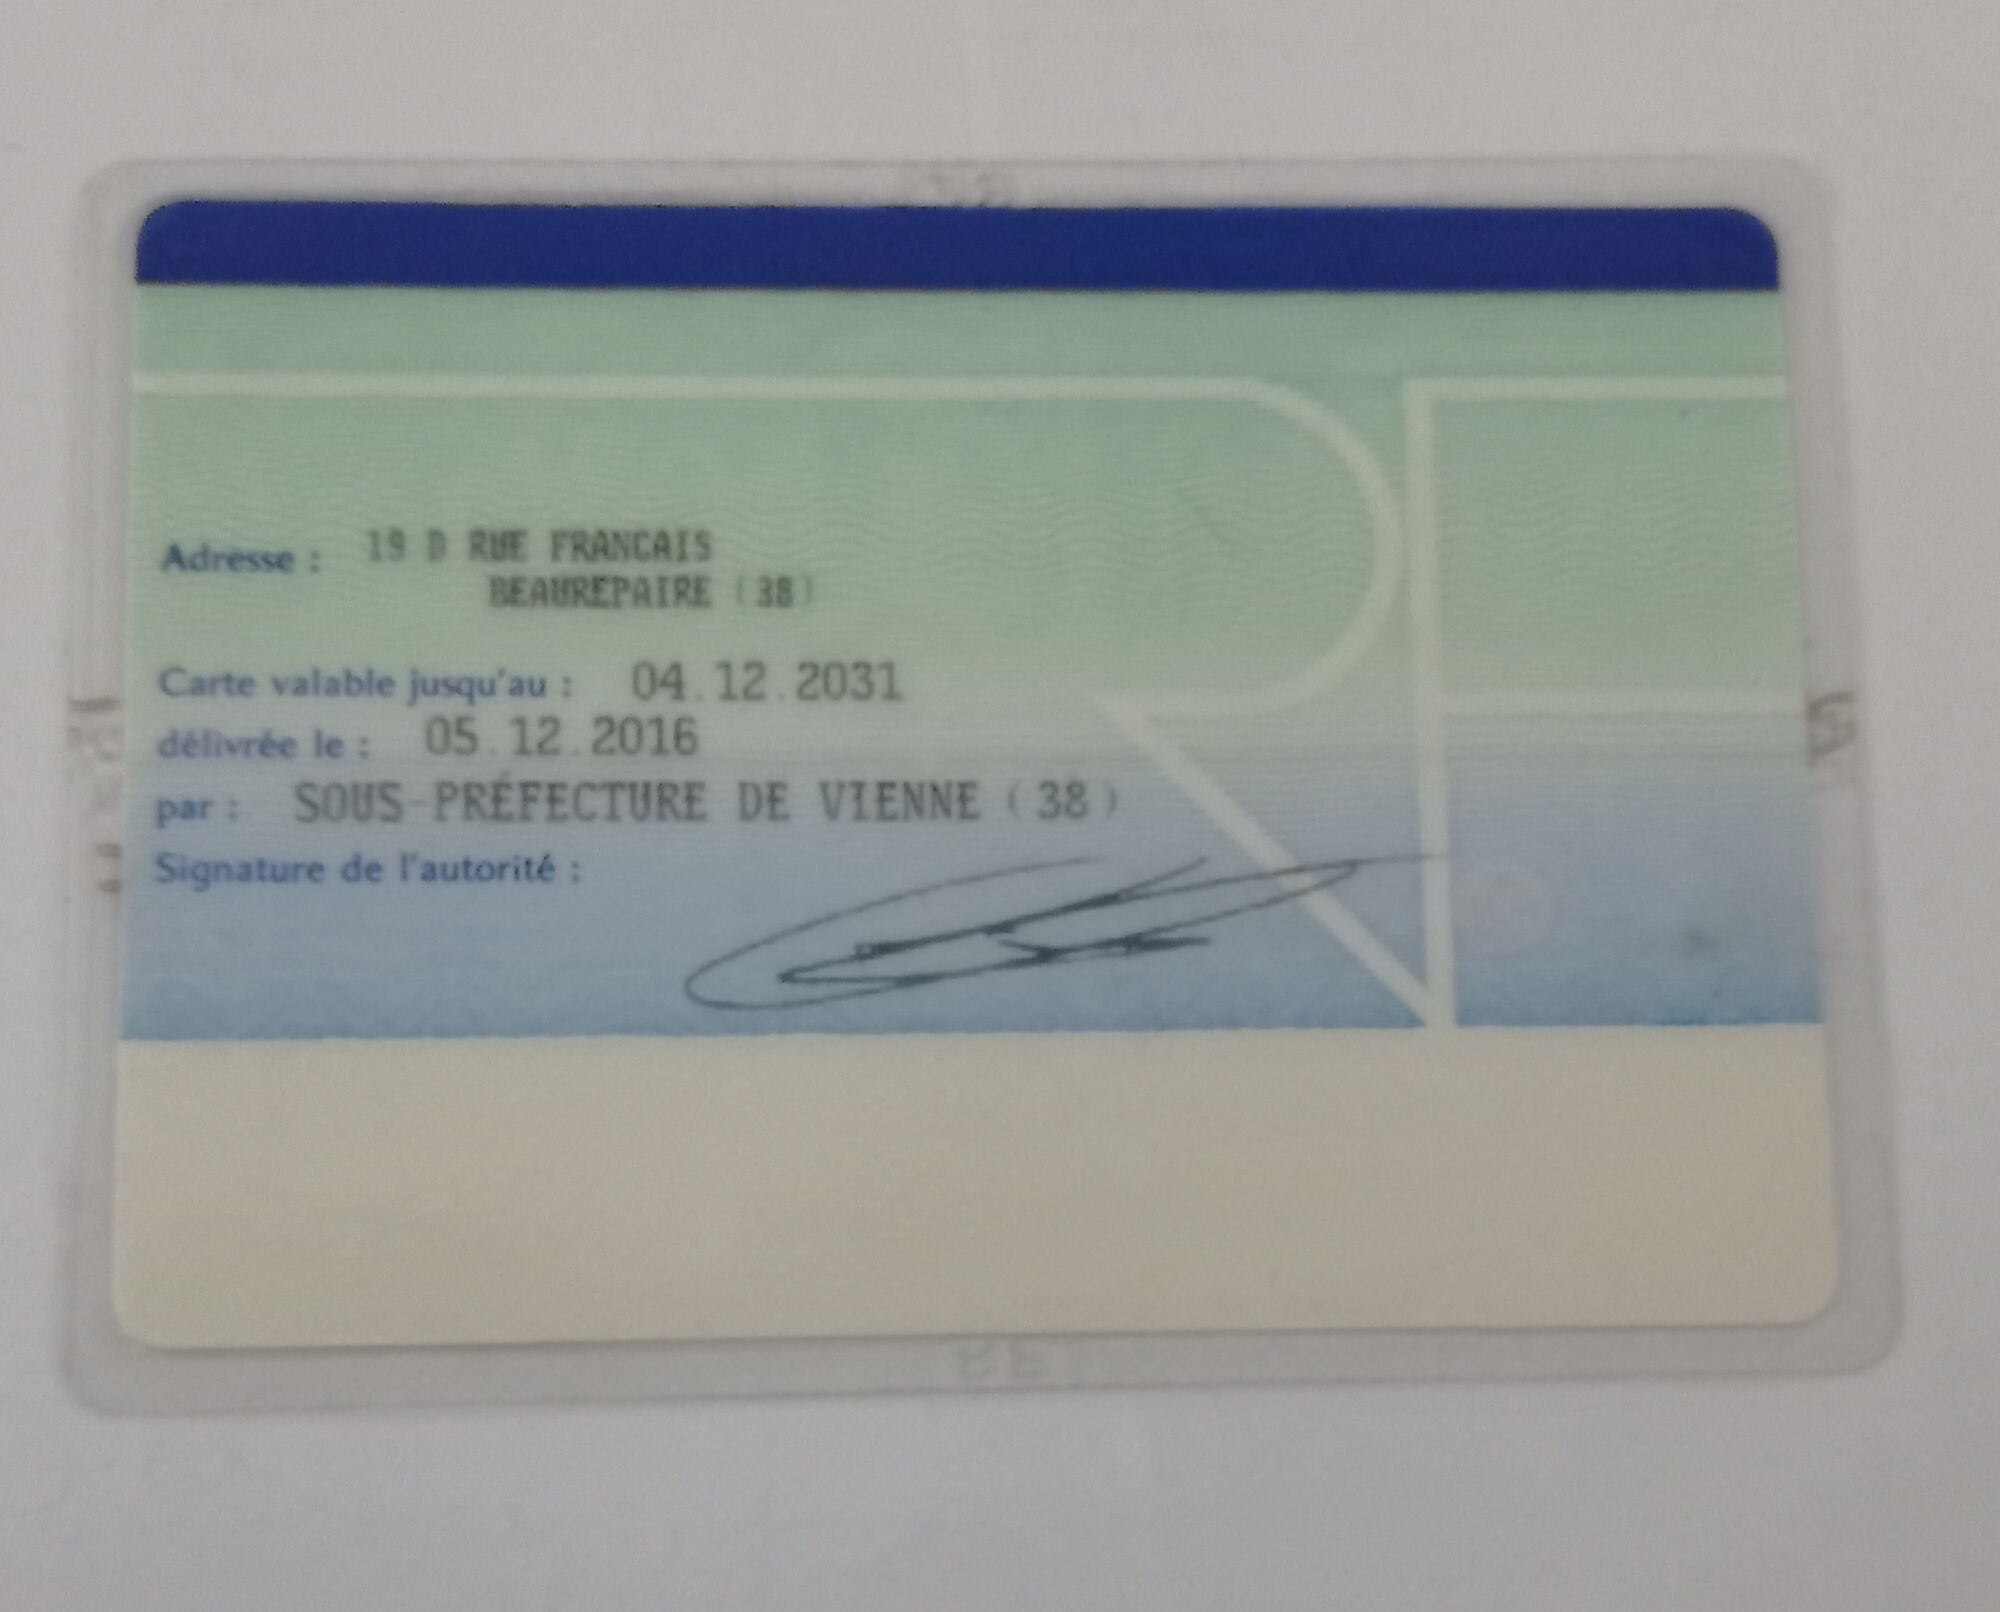 Adresse : 19 D RUE FRANCAIS
BEAUREPAIRE (38)
Carte valable jusqu'au : 04.12.2031
délivrée le : 05.12.2016
par : SOUS-PRÉFECTURE DE VIENNE (38)
Signature de l'autorité :
RF